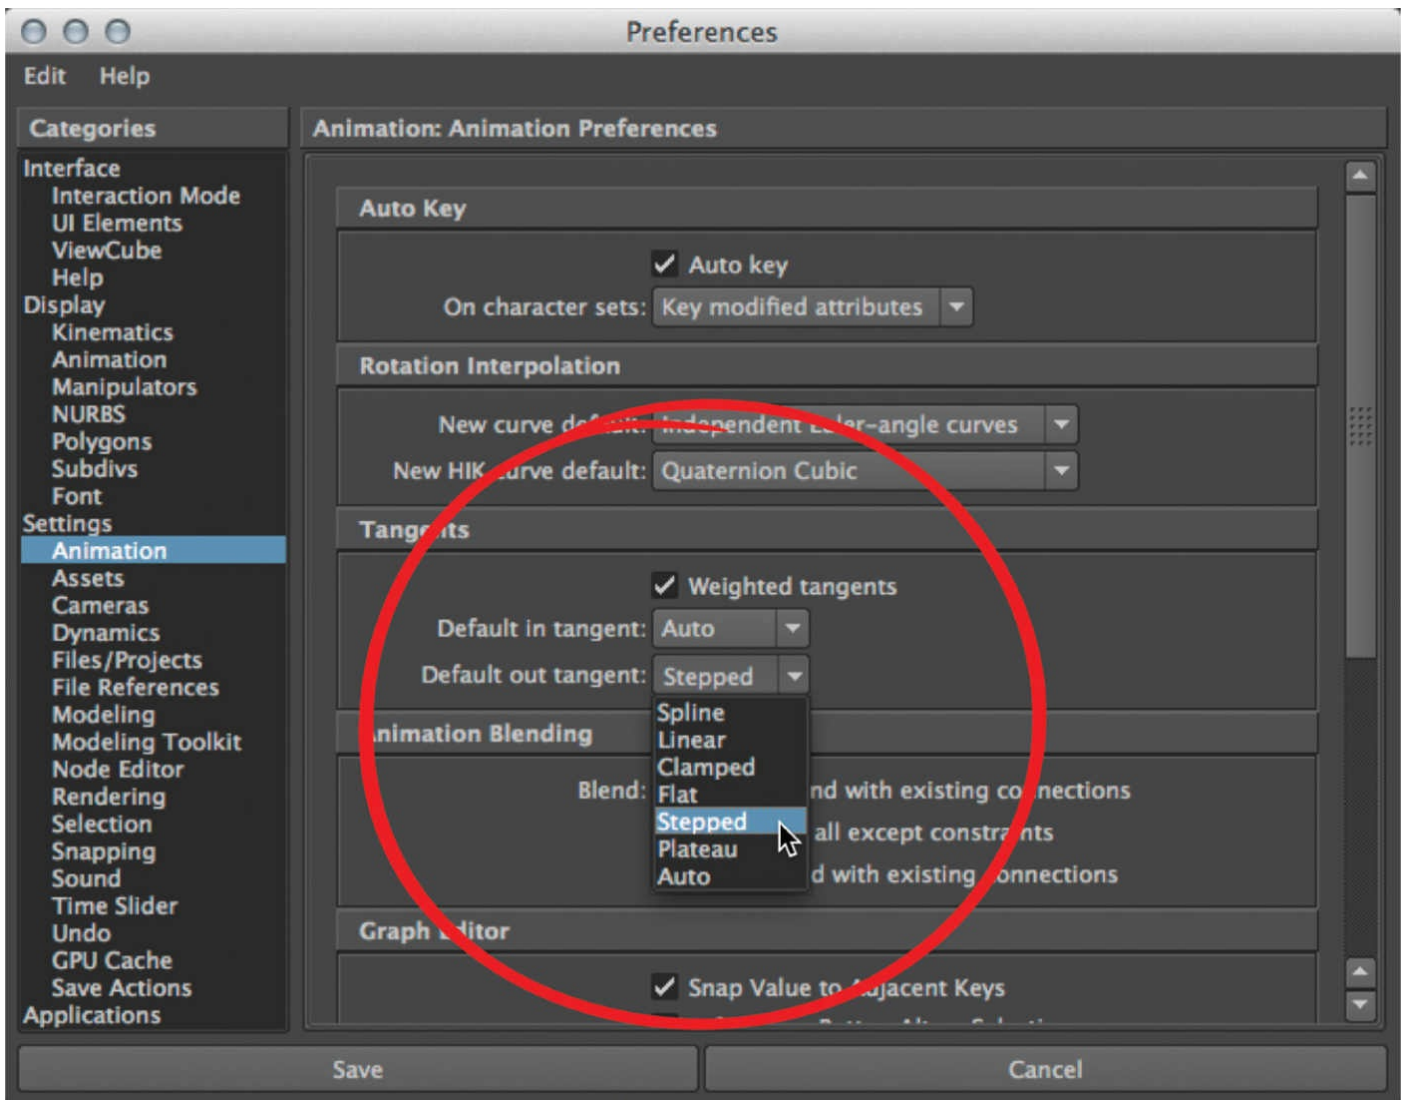 Preferences
Edit Help
Categories
Interface
Interaction Mode
UI Elements
ViewCube
Help
Display
Kinematics
Animation
Manipulators
NURBS
Polygons
Subdivs
Font
Settings
Animation
Assets
Cameras
Dynamics
Files/Projects
File References
Modeling
Modeling Toolkit
Node Editor
Rendering
Selection
Snapping
Sound
Time Slider
Undo
GPU Cache
Save Actions
Applications
Animation: Animation Preferences
Auto Key
Auto key
On character sets: Key modified attributes
Rotation Interpolation
New curve default: Independent Euler-angle curves
New HIK curve default: Quaternion Cubic
Tangents
Weighted tangents
Default in tangent: Auto
Default out tangent: Stepped
Spline
Linear
Clamped
Flat
Stepped
Plateau
Auto
Animation Blending
Blend: nd with existing connections
all except constraints
d with existing connections
Graph Editor
Snap Value to Adjacent Keys
Save Cancel